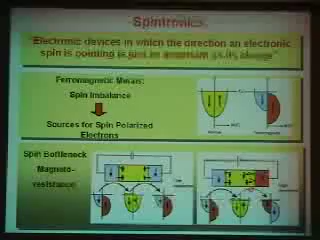 Spintronics
"Electronic devices in which the direction an electronic
spin is pointing is just as important as its charge"
Ferromagnetic Metals:
Spin Imbalance
Sources for Spin Polarized
Electrons
Spin Bottleneck
Magneto-
resistance